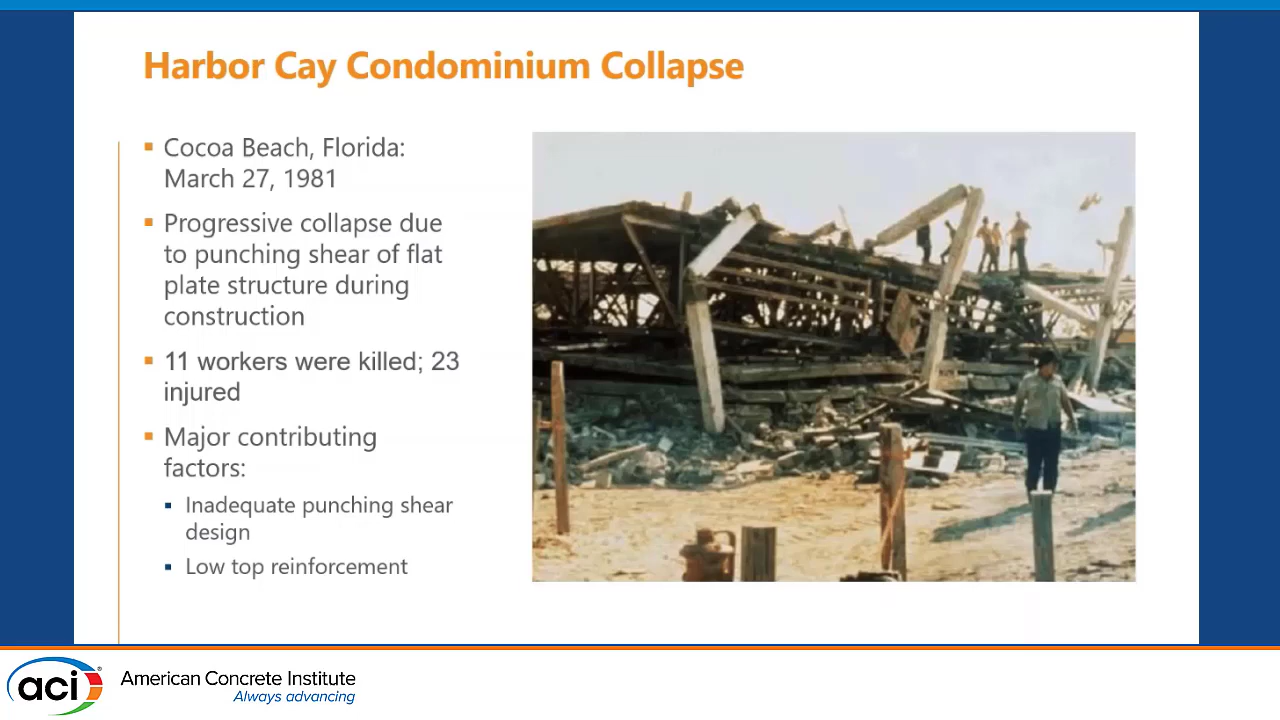 Harbor Cay Condominium Collapse
▪ Cocoa Beach, Florida:
March 27, 1981
▪ Progressive collapse due
to punching shear of flat
plate structure during
construction
▪ 11 workers were killed; 23
injured
▪ Major contributing
factors:
▪ Inadequate punching shear
design
▪ Low top reinforcement
aci®
American Concrete Institute
Always advancing